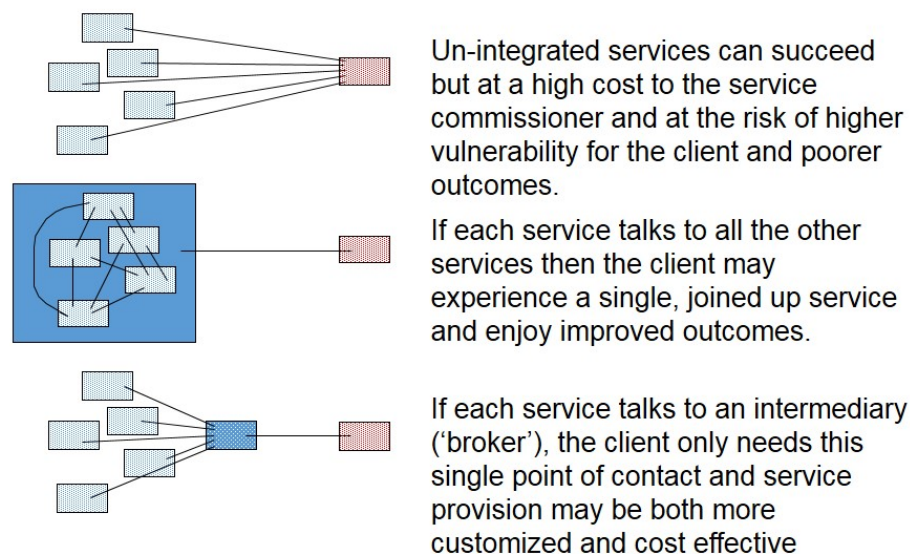 Un-integrated services can succeed
but at a high cost to the service
commissioner and at the risk of higher
vulnerability for the client and poorer
outcomes.
If each service talks to all the other
services then the client may
experience a single, joined up service
and enjoy improved outcomes.
If each service talks to an intermediary
(‘broker’), the client only needs this
single point of contact and service
provision may be both more
customized and cost effective